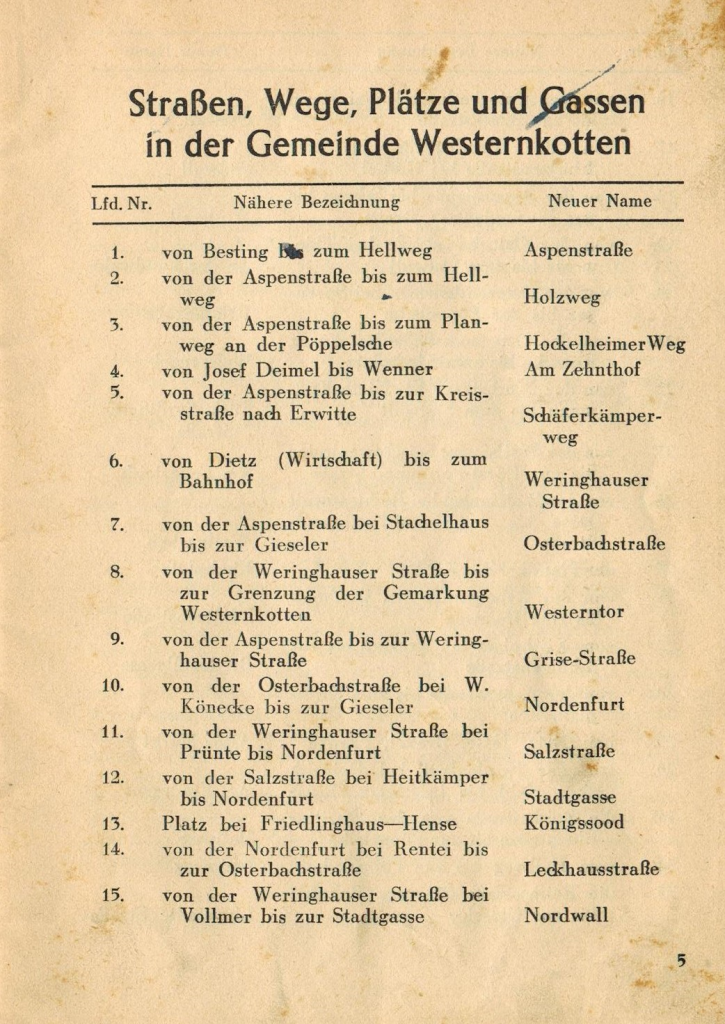 Straßen, Wege, Plätze und Gassen
in der Gemeinde Westernkotten
Lfd. Nr. Nähere Bezeichnung Neuer Name
1. von Besting bis zum Hellweg Aspenstraße
2. von der Aspenstraße bis zum Hell-
weg Holzweg
3. von der Aspenstraße bis zum Plan-
weg an der Pöppelsche Hockelheimer Weg
4. von Josef Deimel bis Wenner Am Zehnthof
5. von der Aspenstraße bis zur Kreis-
straße nach Erwitte Schäferkämper-
weg
6. von Dietz (Wirtschaft) bis zum
Bahnhof Weringhauser
Straße
7. von der Aspenstraße bei Stachelhaus
bis zur Gieseler Osterbachstraße
8. von der Weringhauser Straße bis
zur Grenzung der Gemarkung
Westernkotten Westerntor
9. von der Aspenstraße bis zur Wering-
hauser Straße Grise-Straße
10. von der Osterbachstraße bei W.
Könecke bis zur Gieseler Nordenfurt
11. von der Weringhauser Straße bei
Prünte bis Nordenfurt Salzstraße
12. von der Salzstraße bei Heitkämper
bis Nordenfurt Stadtgasse
13. Platz bei Friedlinghaus—Hense Königssood
14. von der Nordenfurt bei Rentei bis
zur Osterbachstraße Leckhausstraße
15. von der Weringhauser Straße bei
Vollmer bis zur Stadtgasse Nordwall
5